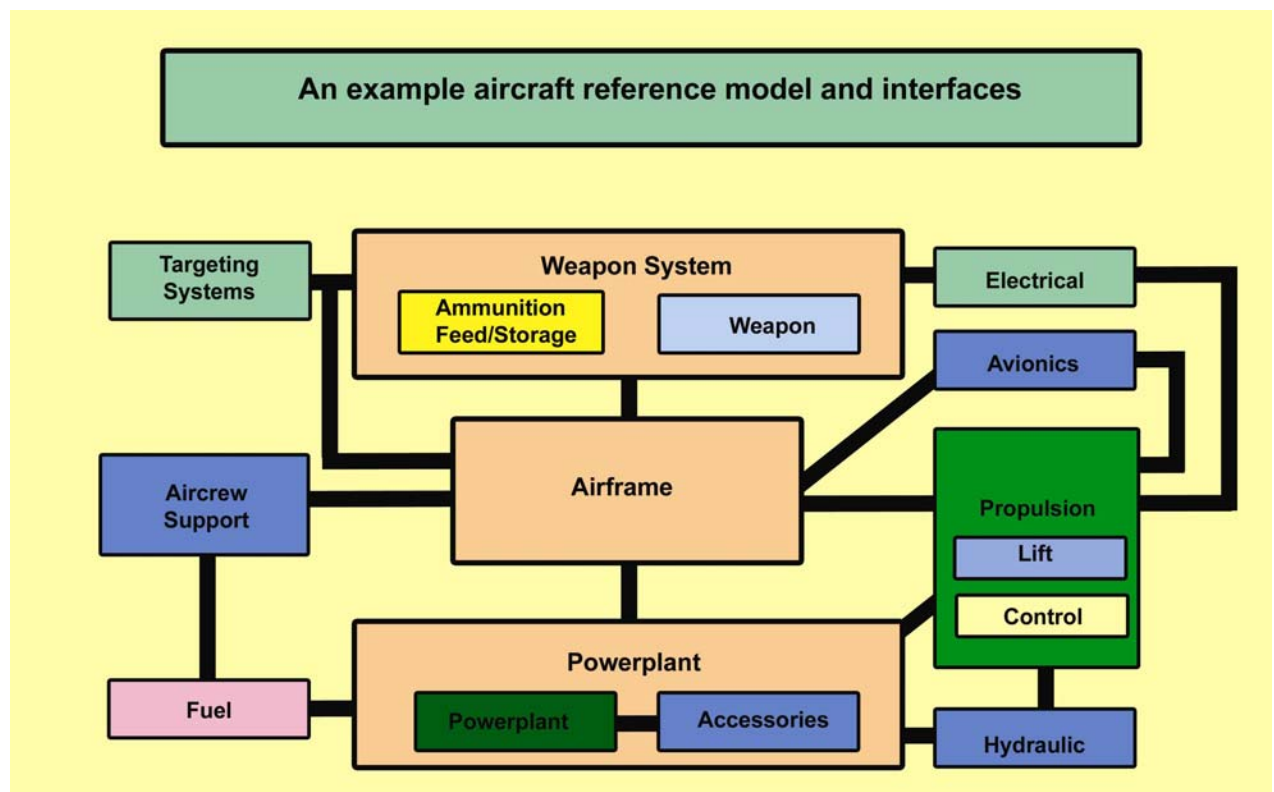 An example aircraft reference model and interfaces
Targeting
Systems
Weapon System
Ammunition
Feed/Storage
Weapon
Electrical
Avionics
Aircrew
Support
Airframe
Propulsion
Lift
Control
Fuel
Powerplant
Powerplant
Accessories
Hydraulic